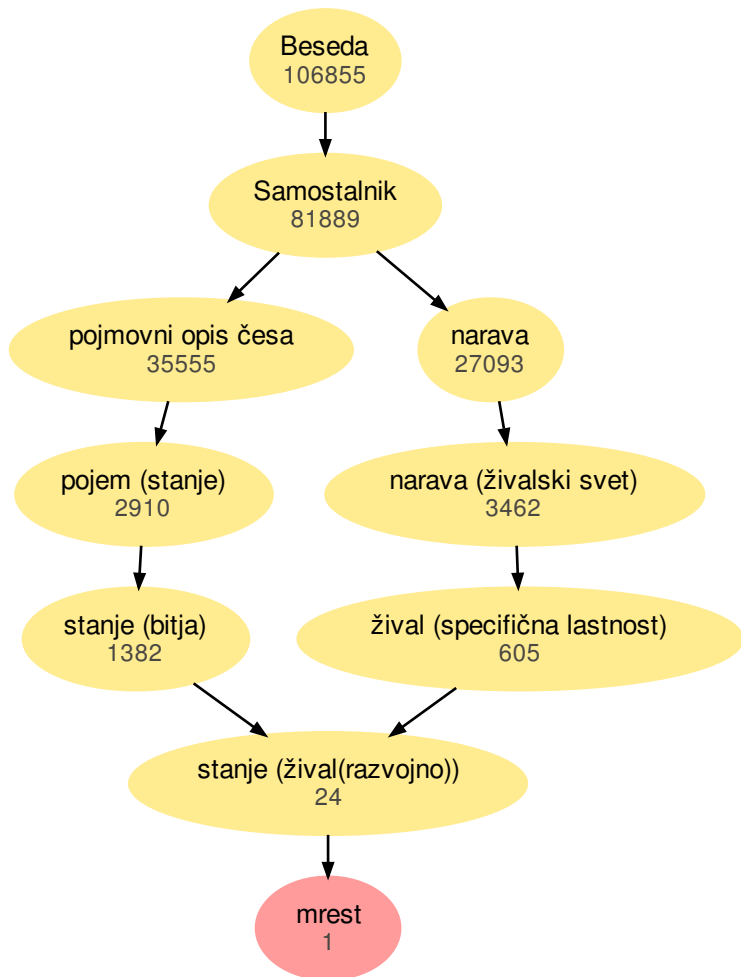 Beseda
106855
Samostalnik
81889
pojmovni opis česa
35555
narava
27093
pojem (stanje)
2910
narava (živalski svet)
3462
stanje (bitja)
1382
žival (specifična lastnost)
605
stanje (žival(razvojno))
24
mrest
1